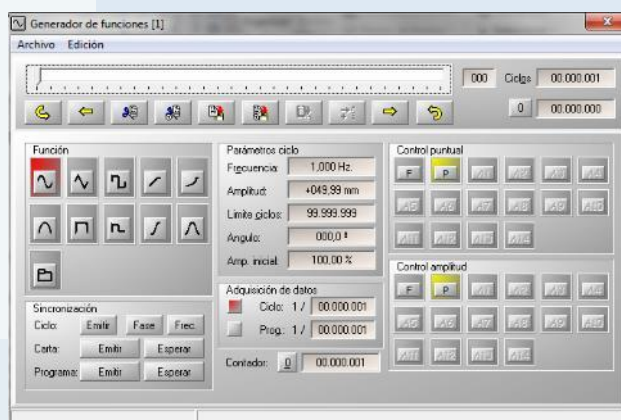 Generador de funciones [1]
Archivo Edición
000 Ciclos 00.000.001
0 00.000.000
Función
Parámetros ciclo
Frecuencia: 1,000 Hz.
Amplitud: +049,99 mm
Limite ciclos: 99.999.999
Angulo: 000,0 º
Amp. inicial: 100,00 %
Adquisición de datos
Ciclo: 1 / 00.000.001
Prog.: 1 / 00.000.001
Contador: 0 00.000.001
Control puntual
F P A1 A2 A3 A4
A5 A6 A7 A8 A9 A10
A11 A12 A13 A14
Control amplitud
F P A1 A2 A3 A4
A5 A6 A7 A8 A9 A10
A11 A12 A13 A14
Sincronización
Ciclo: Emitir Fase Frec.
Carta: Emitir Esperar
Programa: Emitir Esperar